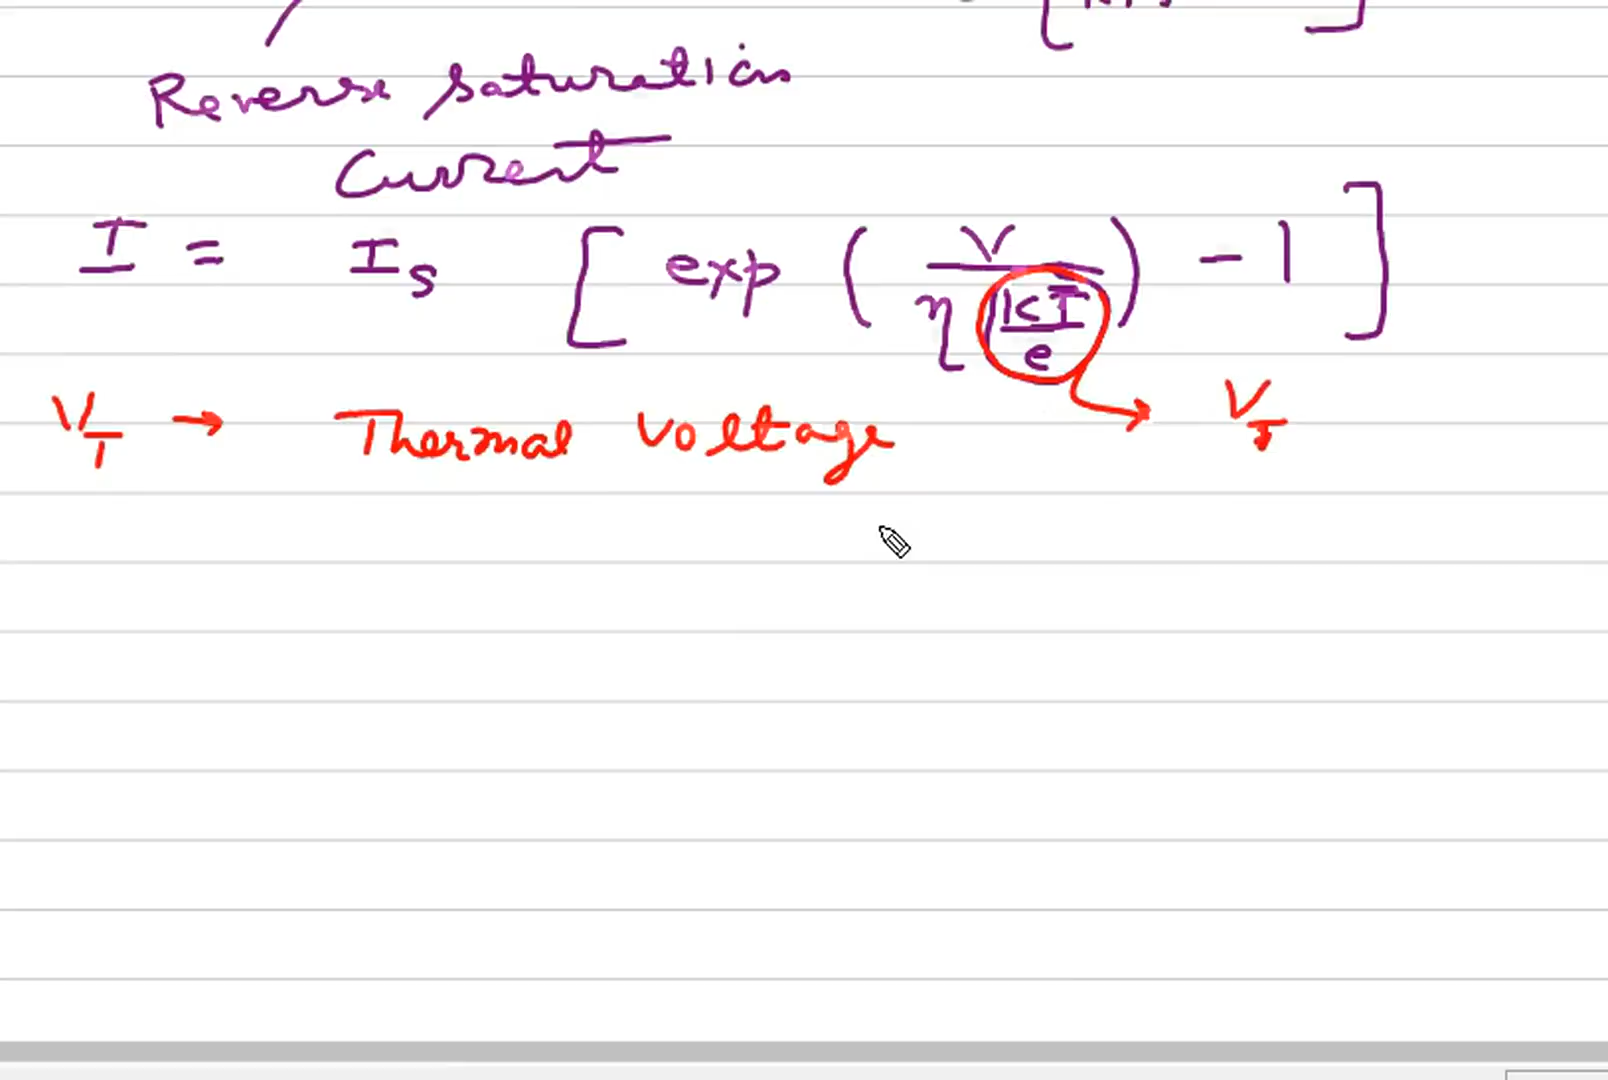 Reverse saturation
Current
I = I_s [ exp ( V / η (kT/e) ) - 1 ]
V_T → Thermal Voltage
V_T